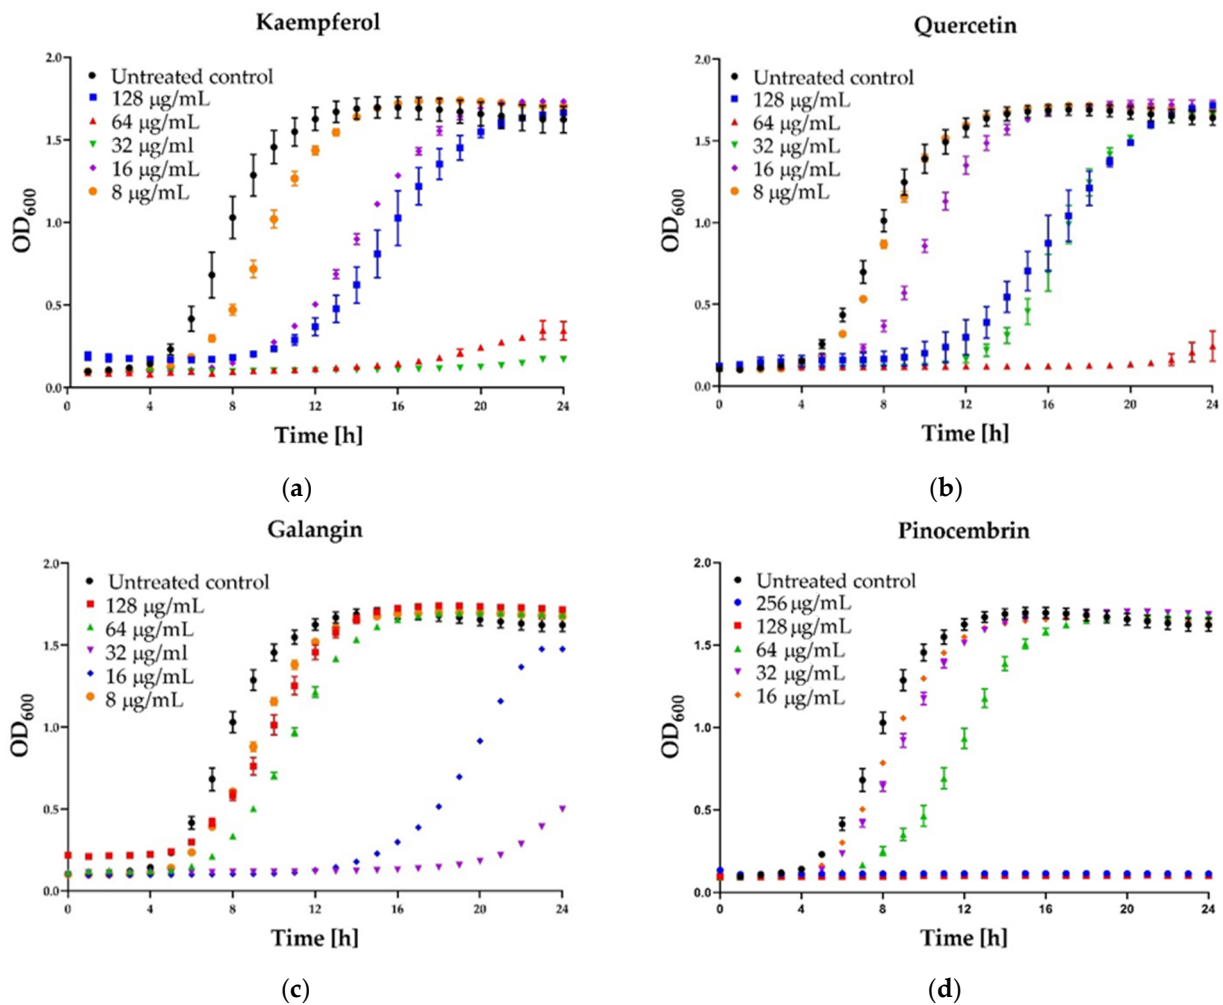 Kaempferol
2.0
1.5
1.0
0.5
0.0
OD600
Untreated control
128 µg/mL
64 µg/mL
32 µg/ml
16 µg/mL
8 µg/mL
0 4 8 12 16 20 24
Time [h]
(a)
Quercetin
2.0
1.5
1.0
0.5
0.0
OD600
Untreated control
128 µg/mL
64 µg/mL
32 µg/mL
16 µg/mL
8 µg/mL
0 4 8 12 16 20 24
Time [h]
(b)
Galangin
2.0
1.5
1.0
0.5
0.0
OD600
Untreated control
128 µg/mL
64 µg/mL
32 µg/ml
16 µg/mL
8 µg/mL
0 4 8 12 16 20 24
Time [h]
(c)
Pinocembrin
2.0
1.5
1.0
0.5
0.0
OD600
Untreated control
256 µg/mL
128 µg/mL
64 µg/mL
32 µg/mL
16 µg/mL
0 4 8 12 16 20 24
Time [h]
(d)